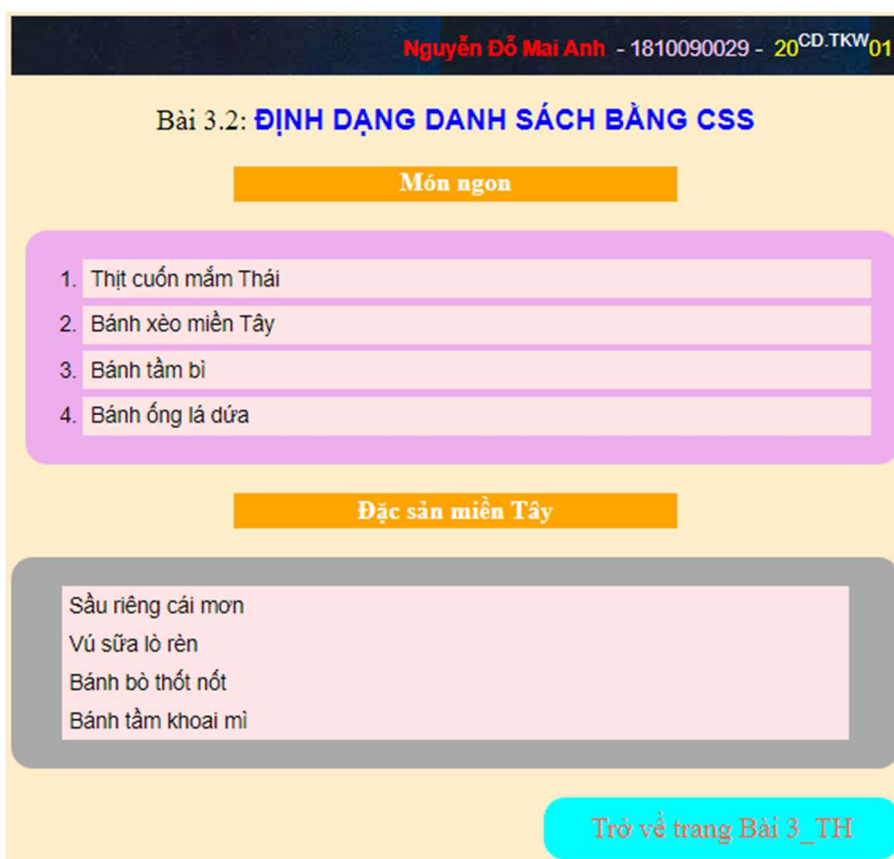 Nguyễn Đỗ Mai Anh - 1810090029 - 20CD.TKW01
Bài 3.2: ĐỊNH DẠNG DANH SÁCH BẰNG CSS
Món ngon
1. Thịt cuốn mắm Thái
2. Bánh xèo miền Tây
3. Bánh tầm bì
4. Bánh ống lá dứa
Đặc sản miền Tây
Sầu riêng cái mơn
Vú sữa lò rèn
Bánh bò thốt nốt
Bánh tằm khoai mì
Trở về trang Bài 3_TH